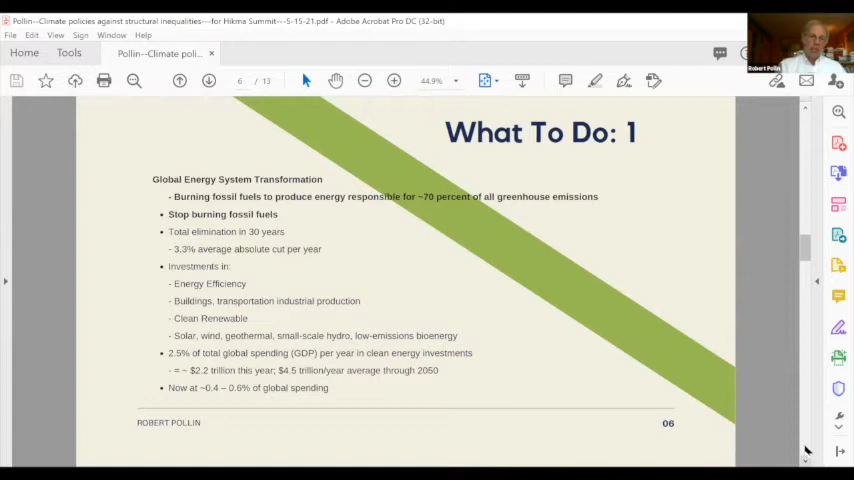 Pollin--Climate policies against structural inequalities---for Hikma Summit---5-15-21.pdf - Adobe Acrobat Pro DC (32-bit)
File Edit View Sign Window Help
Home Tools Pollin--Climate poli... ×
6 / 13 44.9%
Robert Pollin
What To Do: 1
Global Energy System Transformation
- Burning fossil fuels to produce energy responsible for ~70 percent of all greenhouse emissions
• Stop burning fossil fuels
• Total elimination in 30 years
- 3.3% average absolute cut per year
• Investments in:
- Energy Efficiency
- Buildings, transportation industrial production
- Clean Renewable
- Solar, wind, geothermal, small-scale hydro, low-emissions bioenergy
• 2.5% of total global spending (GDP) per year in clean energy investments
- = ~ $2.2 trillion this year; $4.5 trillion/year average through 2050
• Now at ~0.4 – 0.6% of global spending
ROBERT POLLIN 06